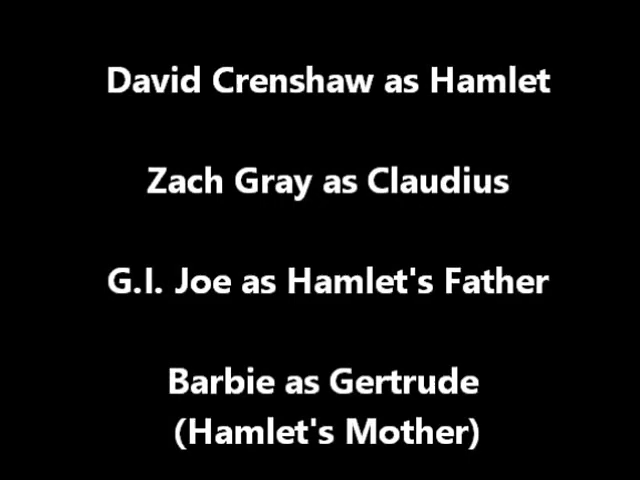 David Crenshaw as Hamlet
Zach Gray as Claudius
G.I. Joe as Hamlet's Father
Barbie as Gertrude
(Hamlet's Mother)